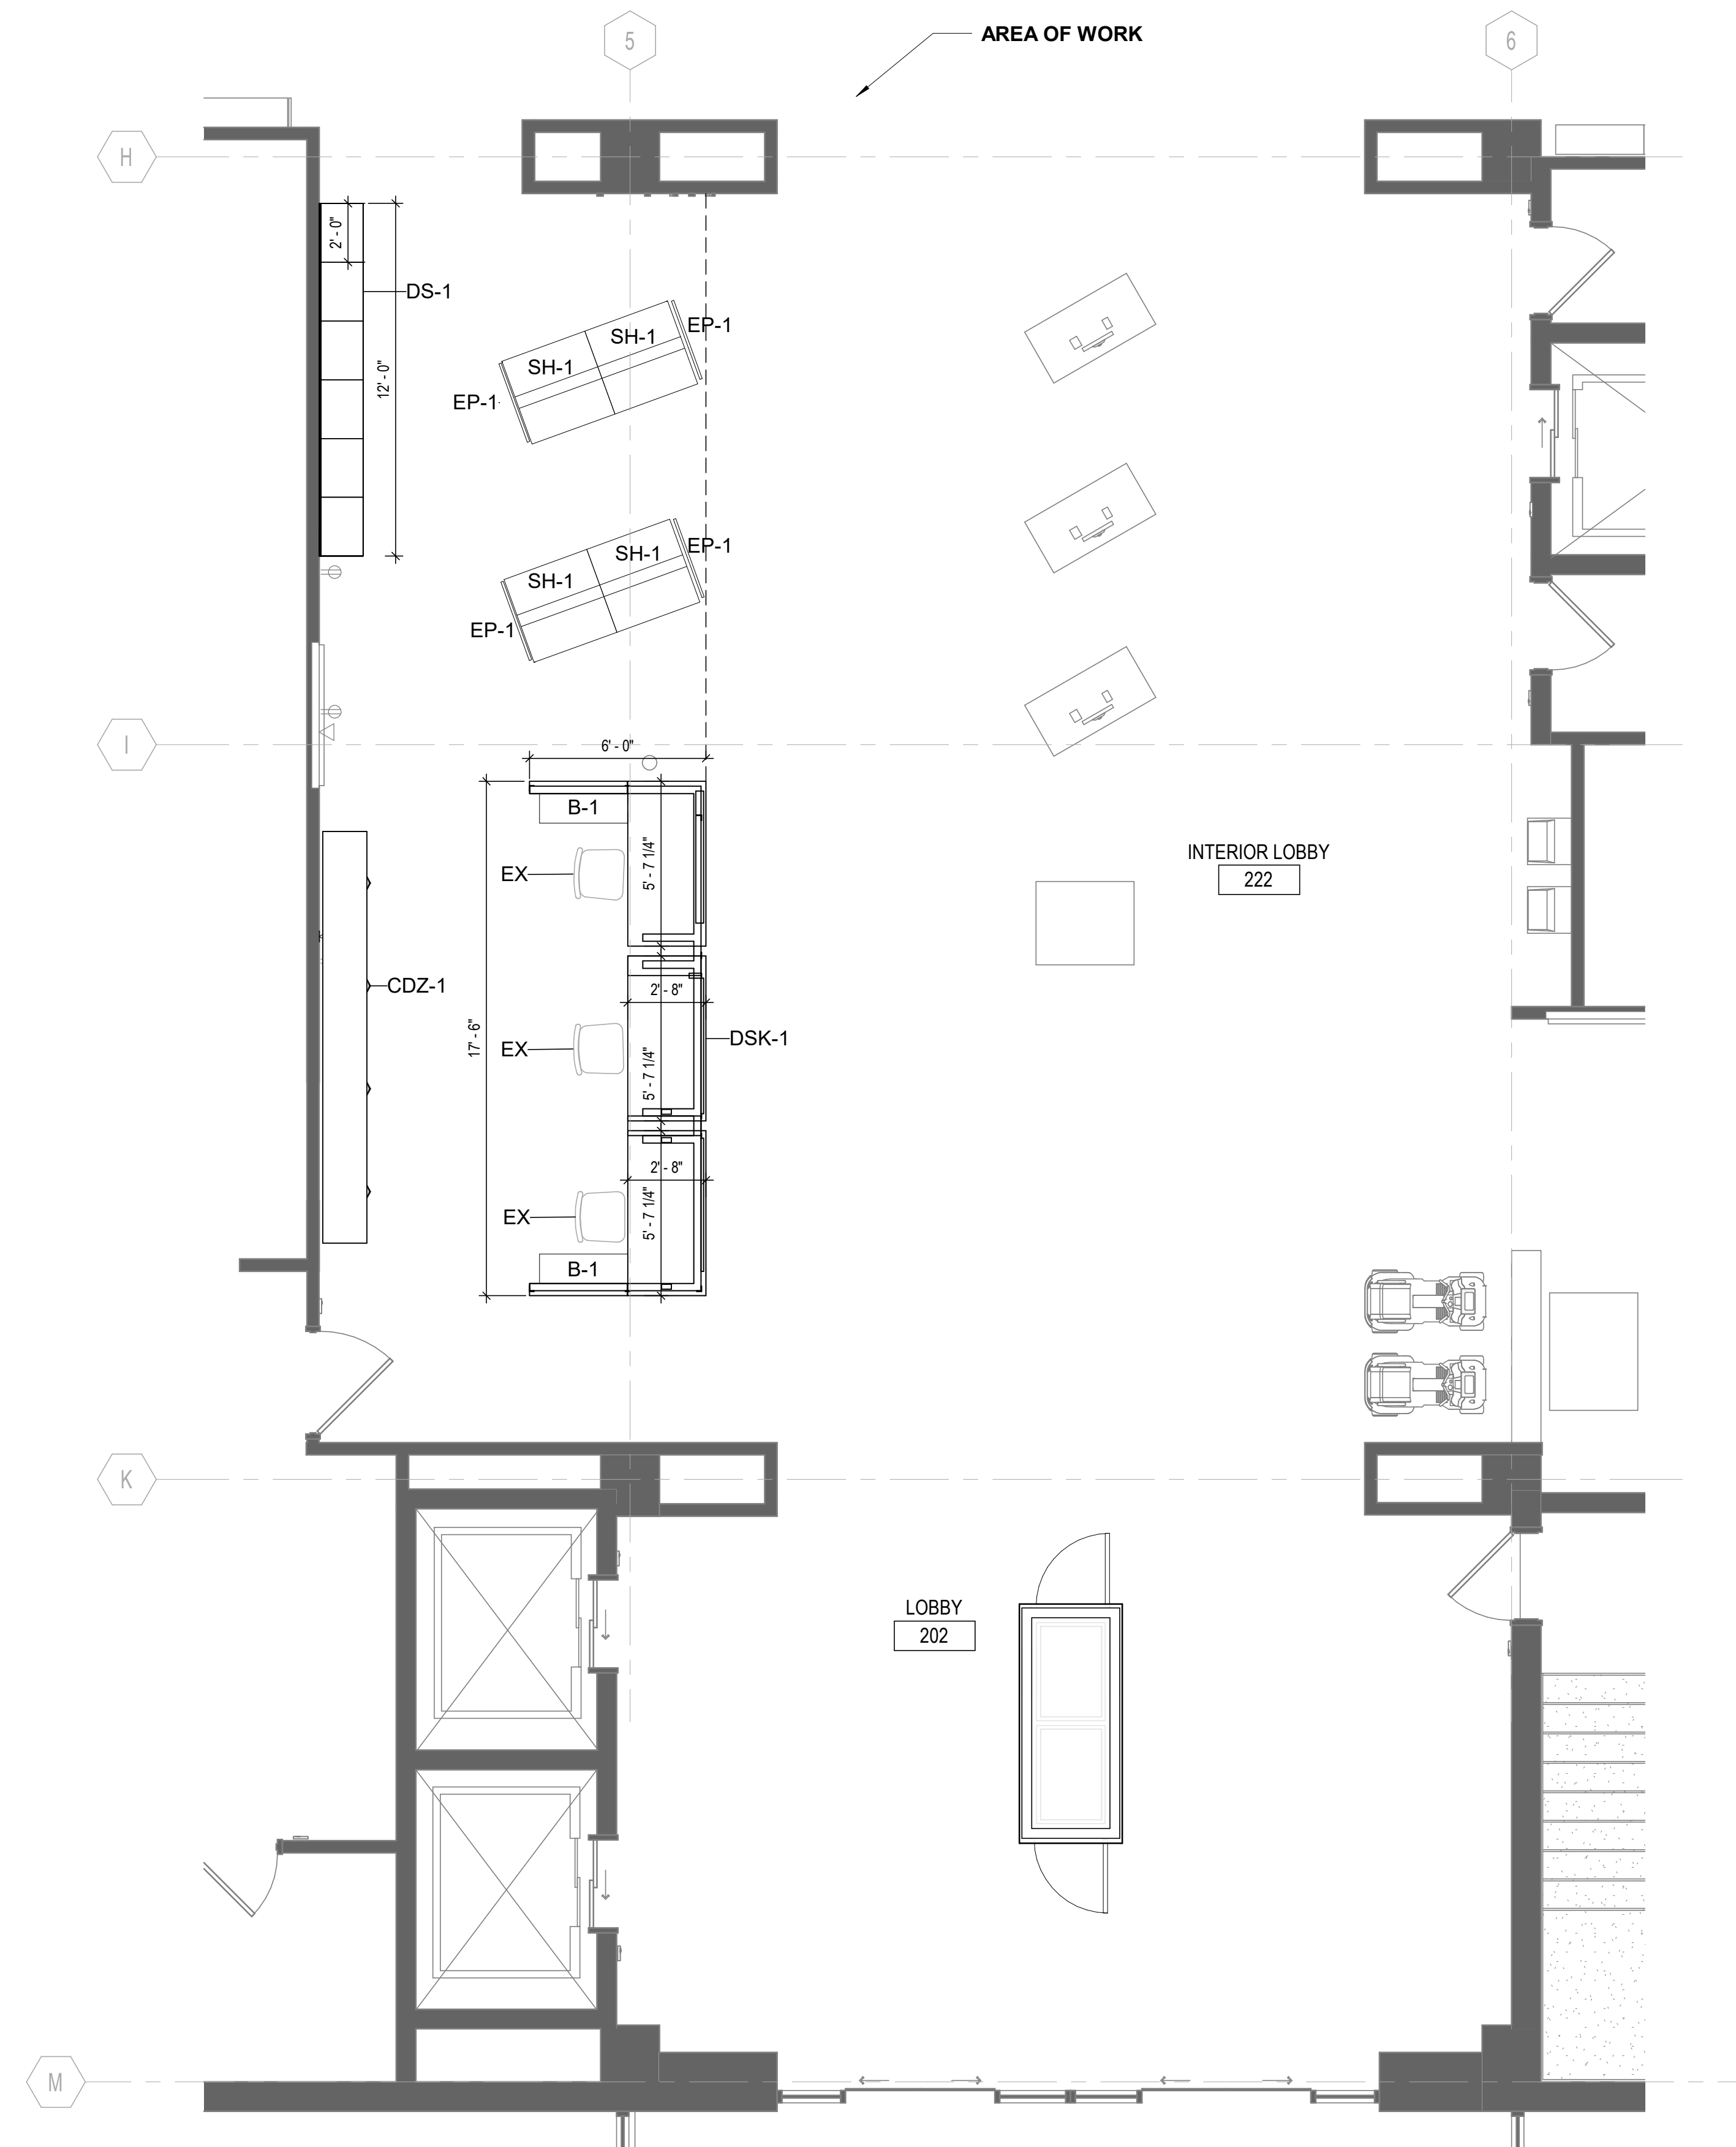 AREA OF WORK
5
6
H
2' - 0"
DS-1
12' - 0"
SH-1
EP-1
SH-1
EP-1
SH-1
EP-1
SH-1
EP-1
I
6' - 0"
B-1
5' - 7 1/4"
EX
INTERIOR LOBBY
222
CDZ-1
2' - 8"
17' - 6"
DSK-1
EX
5' - 7 1/4"
2' - 8"
EX
5' - 7 1/4"
B-1
K
LOBBY
202
M